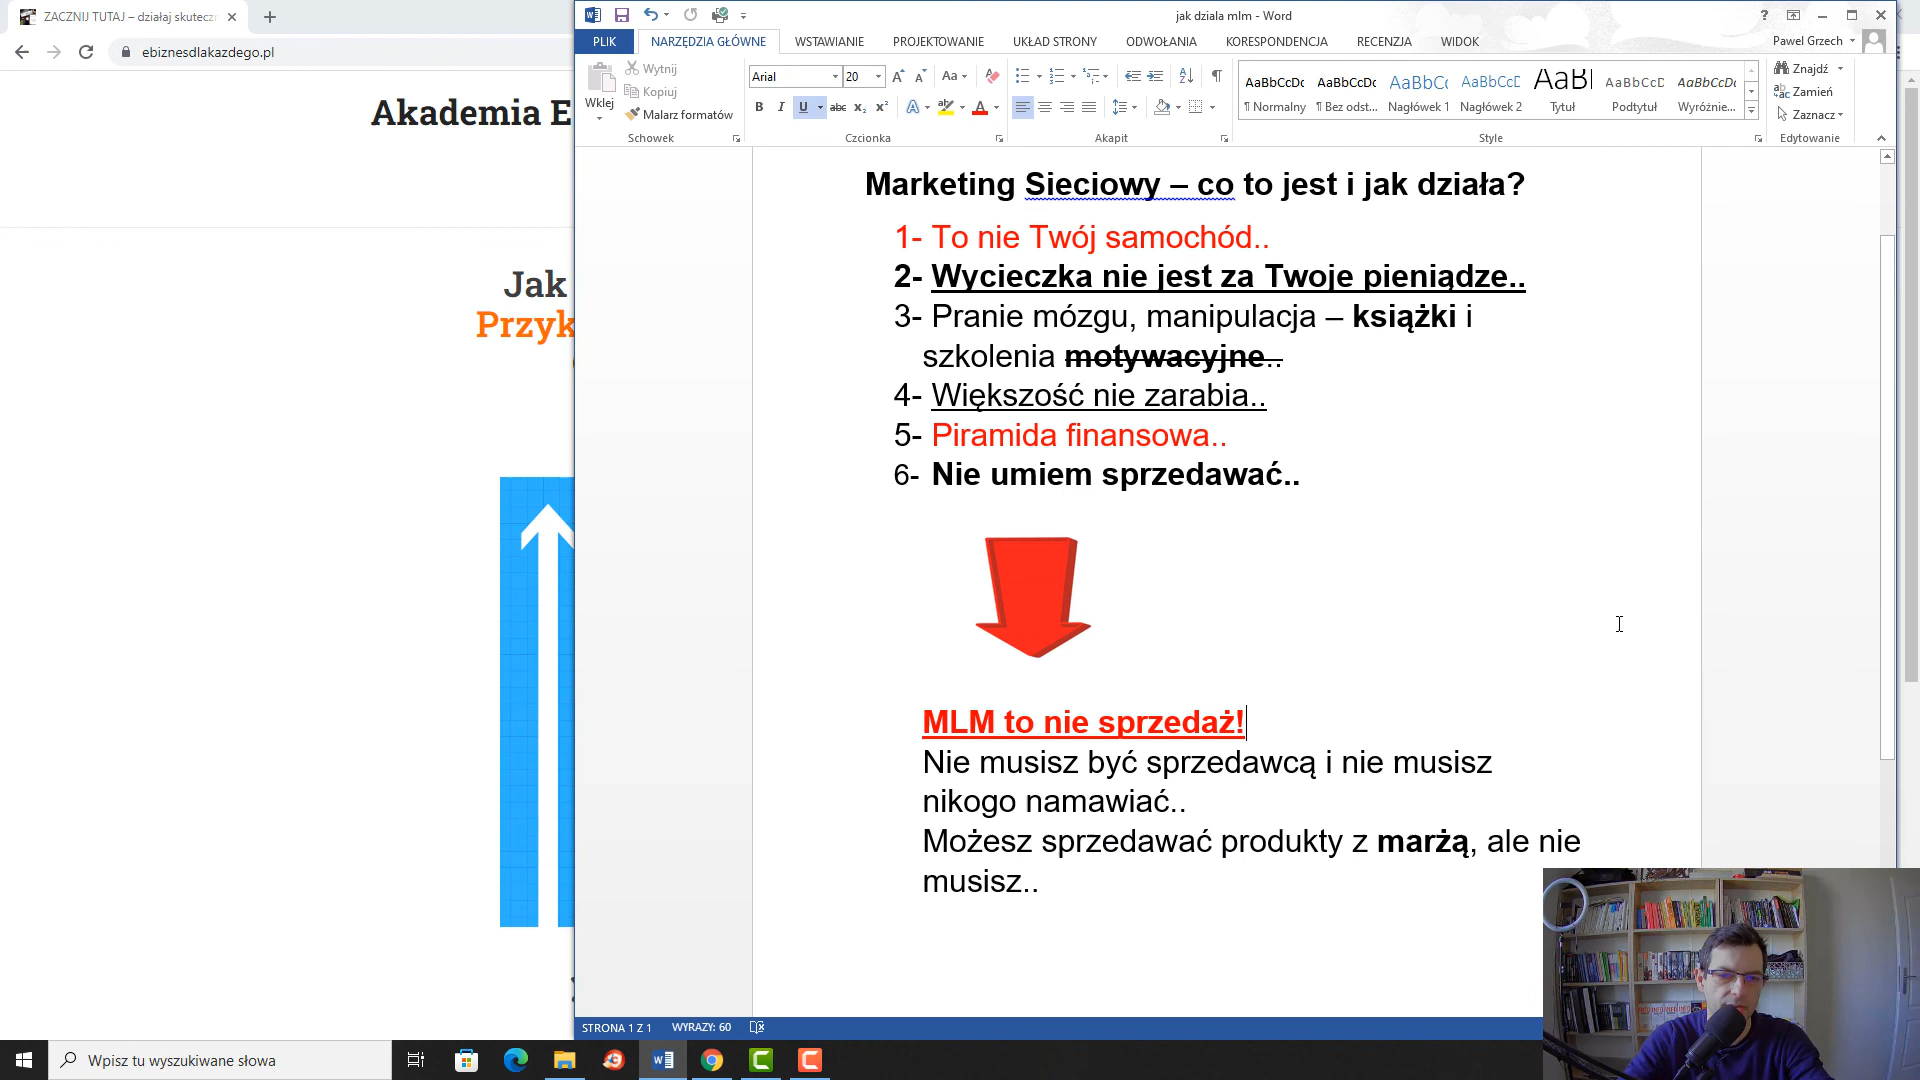 ZACZNIJ TUTAJ – działaj skuteczn
ebiznesdlakazdego.pl
Akademia E
Jak
Przyk
jak dziala mlm - Word
PLIK
NARZĘDZIA GŁÓWNE
WSTAWIANIE
PROJEKTOWANIE
UKŁAD STRONY
ODWOŁANIA
KORESPONDENCJA
RECENZJA
WIDOK
Pawel Grzech
Wklej
Wytnij
Kopiuj
Malarz formatów
Schowek
Arial
20
Czcionka
Akapit
AaBbCcDc
¶ Normalny
AaBbCcDc
¶ Bez odst...
AaBbCc
Nagłówek 1
AaBbCcD
Nagłówek 2
AaBl
Tytuł
AaBbCcD
Podtytuł
AaBbCcDc
Wyróżnie...
Style
Znajdź
Zamień
Zaznacz
Edytowanie
Marketing Sieciowy – co to jest i jak działa?
1- To nie Twój samochód..
2- Wycieczka nie jest za Twoje pieniądze..
3- Pranie mózgu, manipulacja – książki i
szkolenia motywacyjne..
4- Większość nie zarabia..
5- Piramida finansowa..
6- Nie umiem sprzedawać..
MLM to nie sprzedaż!
Nie musisz być sprzedawcą i nie musisz
nikogo namawiać..
Możesz sprzedawać produkty z marżą, ale nie
musisz..
STRONA 1 Z 1
WYRAZY: 60
Wpisz tu wyszukiwane słowa